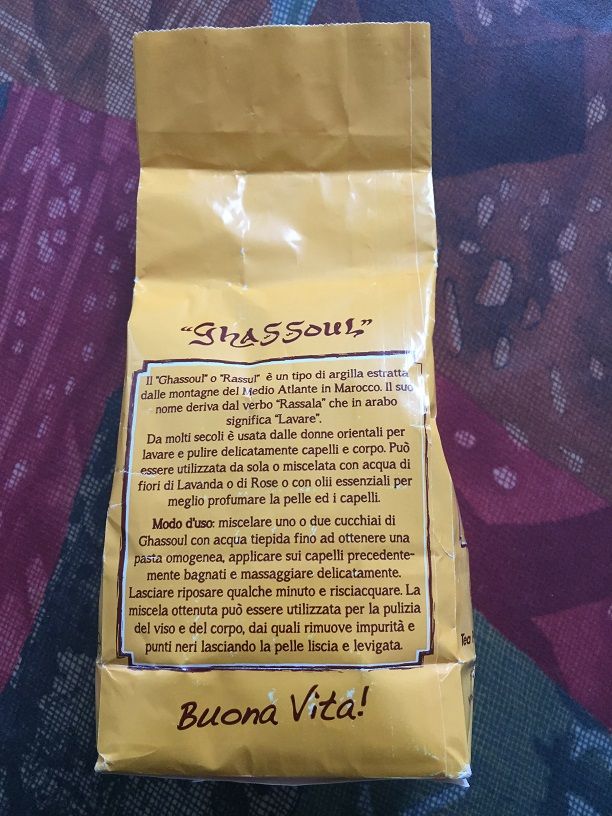 "Ghassoul"
Il "Ghassoul" o "Rassul" è un tipo di argilla estratta
dalle montagne del Medio Atlante in Marocco. Il suo
nome deriva dal verbo "Rassala" che in arabo
significa "Lavare".
Da molti secoli è usata dalle donne orientali per
lavare e pulire delicatamente capelli e corpo. Può
essere utilizzata da sola o miscelata con acqua di
fiori di Lavanda o di Rose o con olii essenziali per
meglio profumare la pelle ed i capelli.
Modo d'uso: miscelare uno o due cucchiai di
Ghassoul con acqua tiepida fino ad ottenere una
pasta omogenea, applicare sui capelli precedente-
mente bagnati e massaggiare delicatamente.
Lasciare riposare qualche minuto e risciacquare. La
miscela ottenuta può essere utilizzata per la pulizia
del viso e del corpo, dai quali rimuove impurità e
punti neri lasciando la pelle liscia e levigata.
Tea
Buona Vita!